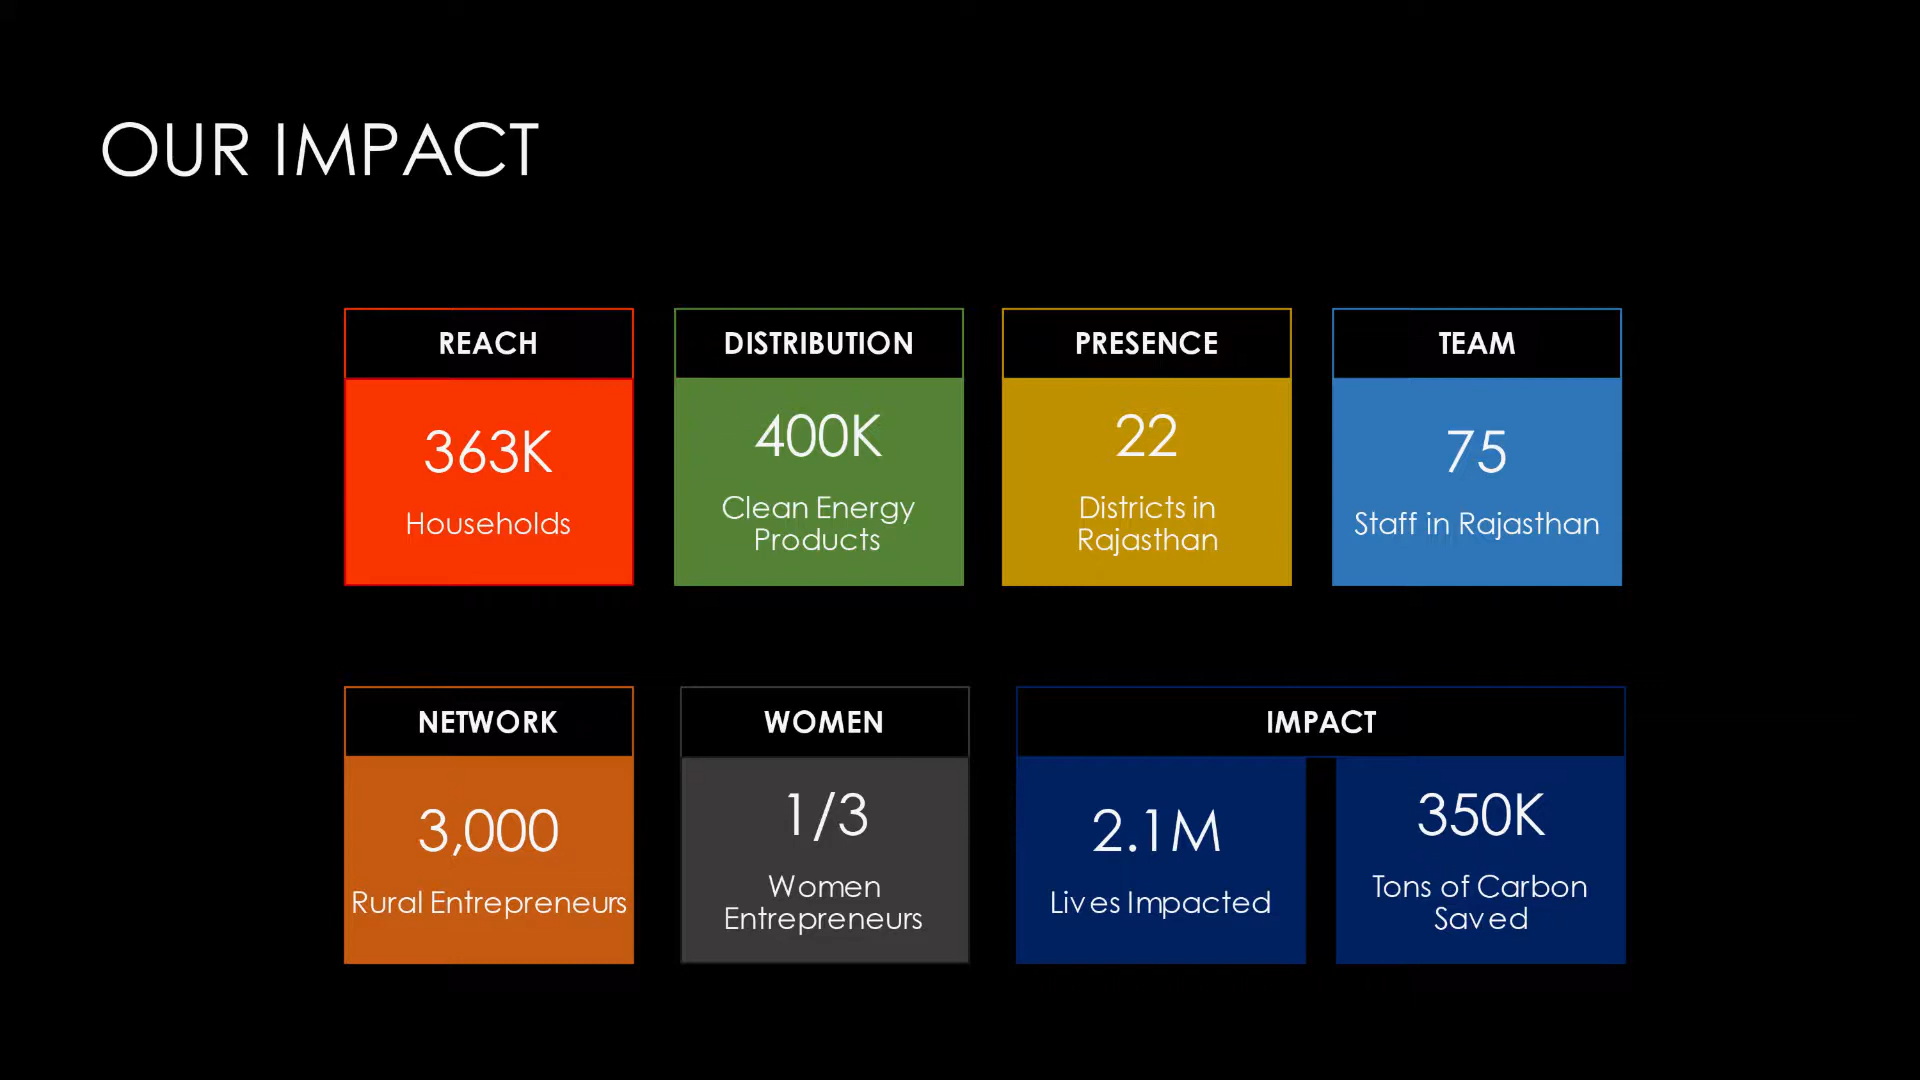 OUR IMPACT
REACH
363K
Households
DISTRIBUTION
400K
Clean Energy
Products
PRESENCE
22
Districts in
Rajasthan
TEAM
75
Staff in Rajasthan
NETWORK
3,000
Rural Entrepreneurs
WOMEN
1/3
Women
Entrepreneurs
IMPACT
2.1M
Lives Impacted
350K
Tons of Carbon
Saved